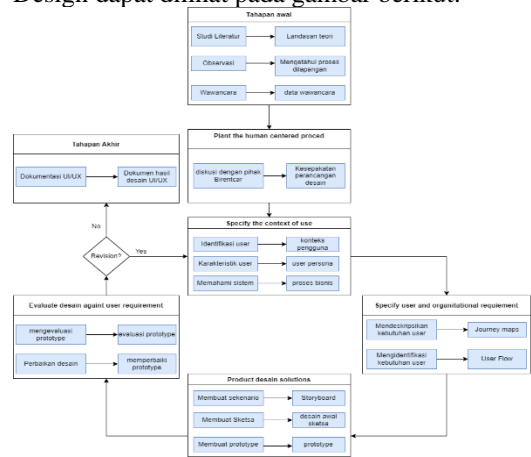 Design dapat dilihat pada gambar berikut.
Tahapan awal
Studi Literatur
Landasan teori
Observasi
Mengatahui proses
dilapangan
Wawancara
data wawancara
Plant the human centered proced
diskusi dengan pihak
Birentcar
Kesepakatan
perancangan
desain
Tahapan Akhir
Dokumentasi UI/UX
Dokumen hasil
desain UI/UX
No
Revision?
Yes
Specify the context of use
Identifikasi user
konteks
pengguna
Karakteristik user
user persona
Memahami sistem
proses bisnis
Evaluate desain againt user requirement
mengevaluasi
prototype
evaluasi prototype
Perbaikan desain
memperbaiki
prototype
Specify user and organitational requiement
Mendeskripsikan
kebutuhan user
Journey maps
Mengidentifikasi
kebutuhan user
User Flow
Product desain solutions
Membuat sekenario
Storyboard
Membuat Sketsa
desain awal
sketsa
Membuat prototype
prototype